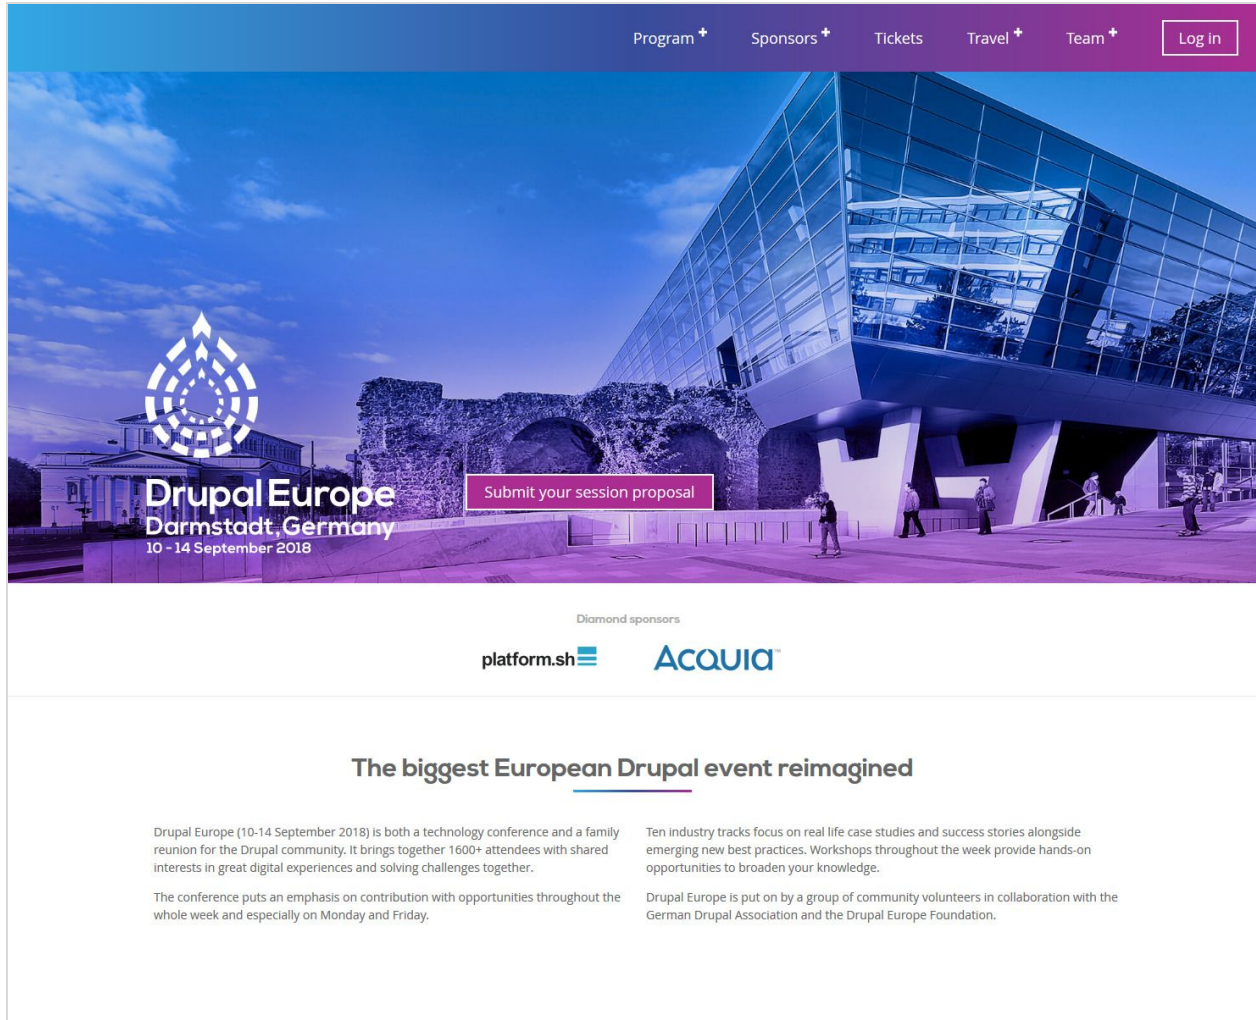 Program + Sponsors + Tickets Travel + Team + Log in
Drupal Europe
Darmstadt, Germany
10 - 14 September 2018
Submit your session proposal
Diamond sponsors
platform.sh ACQUIA™
The biggest European Drupal event reimagined
Drupal Europe (10-14 September 2018) is both a technology conference and a family
reunion for the Drupal community. It brings together 1600+ attendees with shared
interests in great digital experiences and solving challenges together.
The conference puts an emphasis on contribution with opportunities throughout the
whole week and especially on Monday and Friday.
Ten industry tracks focus on real life case studies and success stories alongside
emerging new best practices. Workshops throughout the week provide hands-on
opportunities to broaden your knowledge.
Drupal Europe is put on by a group of community volunteers in collaboration with the
German Drupal Association and the Drupal Europe Foundation.